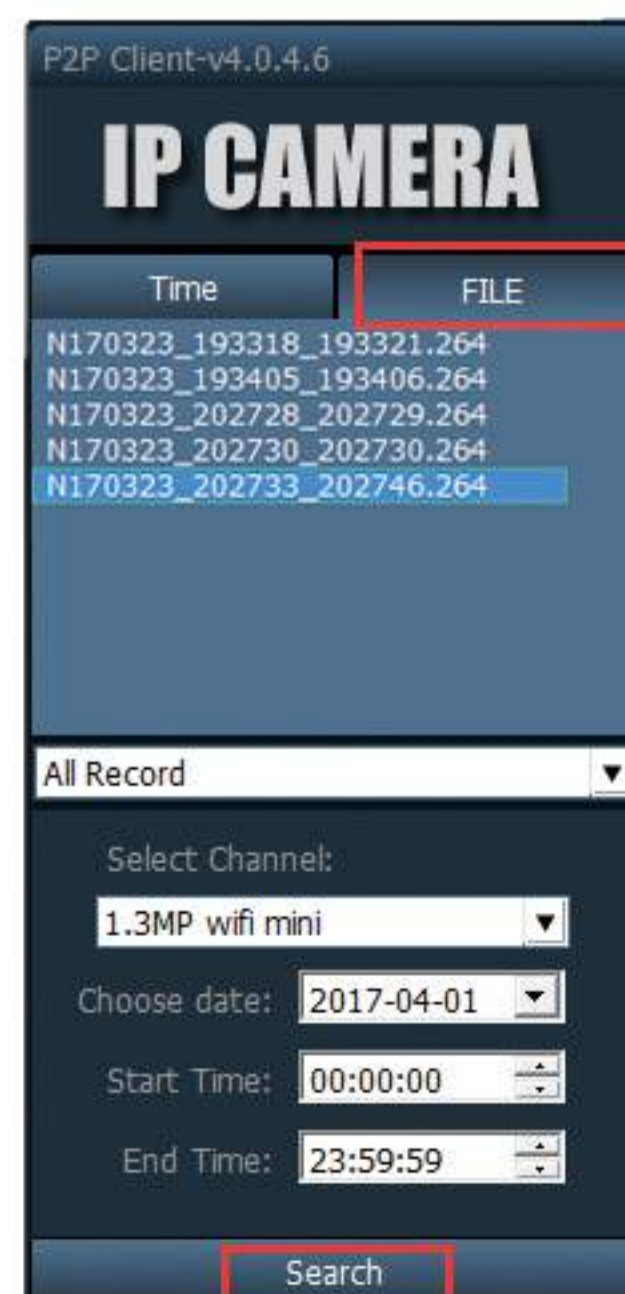 P2P Client-v4.0.4.6
IP CAMERA
Time FILE
N170323_193318_193321.264
N170323_193405_193406.264
N170323_202728_202729.264
N170323_202730_202730.264
N170323_202733_202746.264
All Record
Select Channel:
1.3MP wifi mini
Choose date: 2017-04-01
Start Time: 00:00:00
End Time: 23:59:59
Search